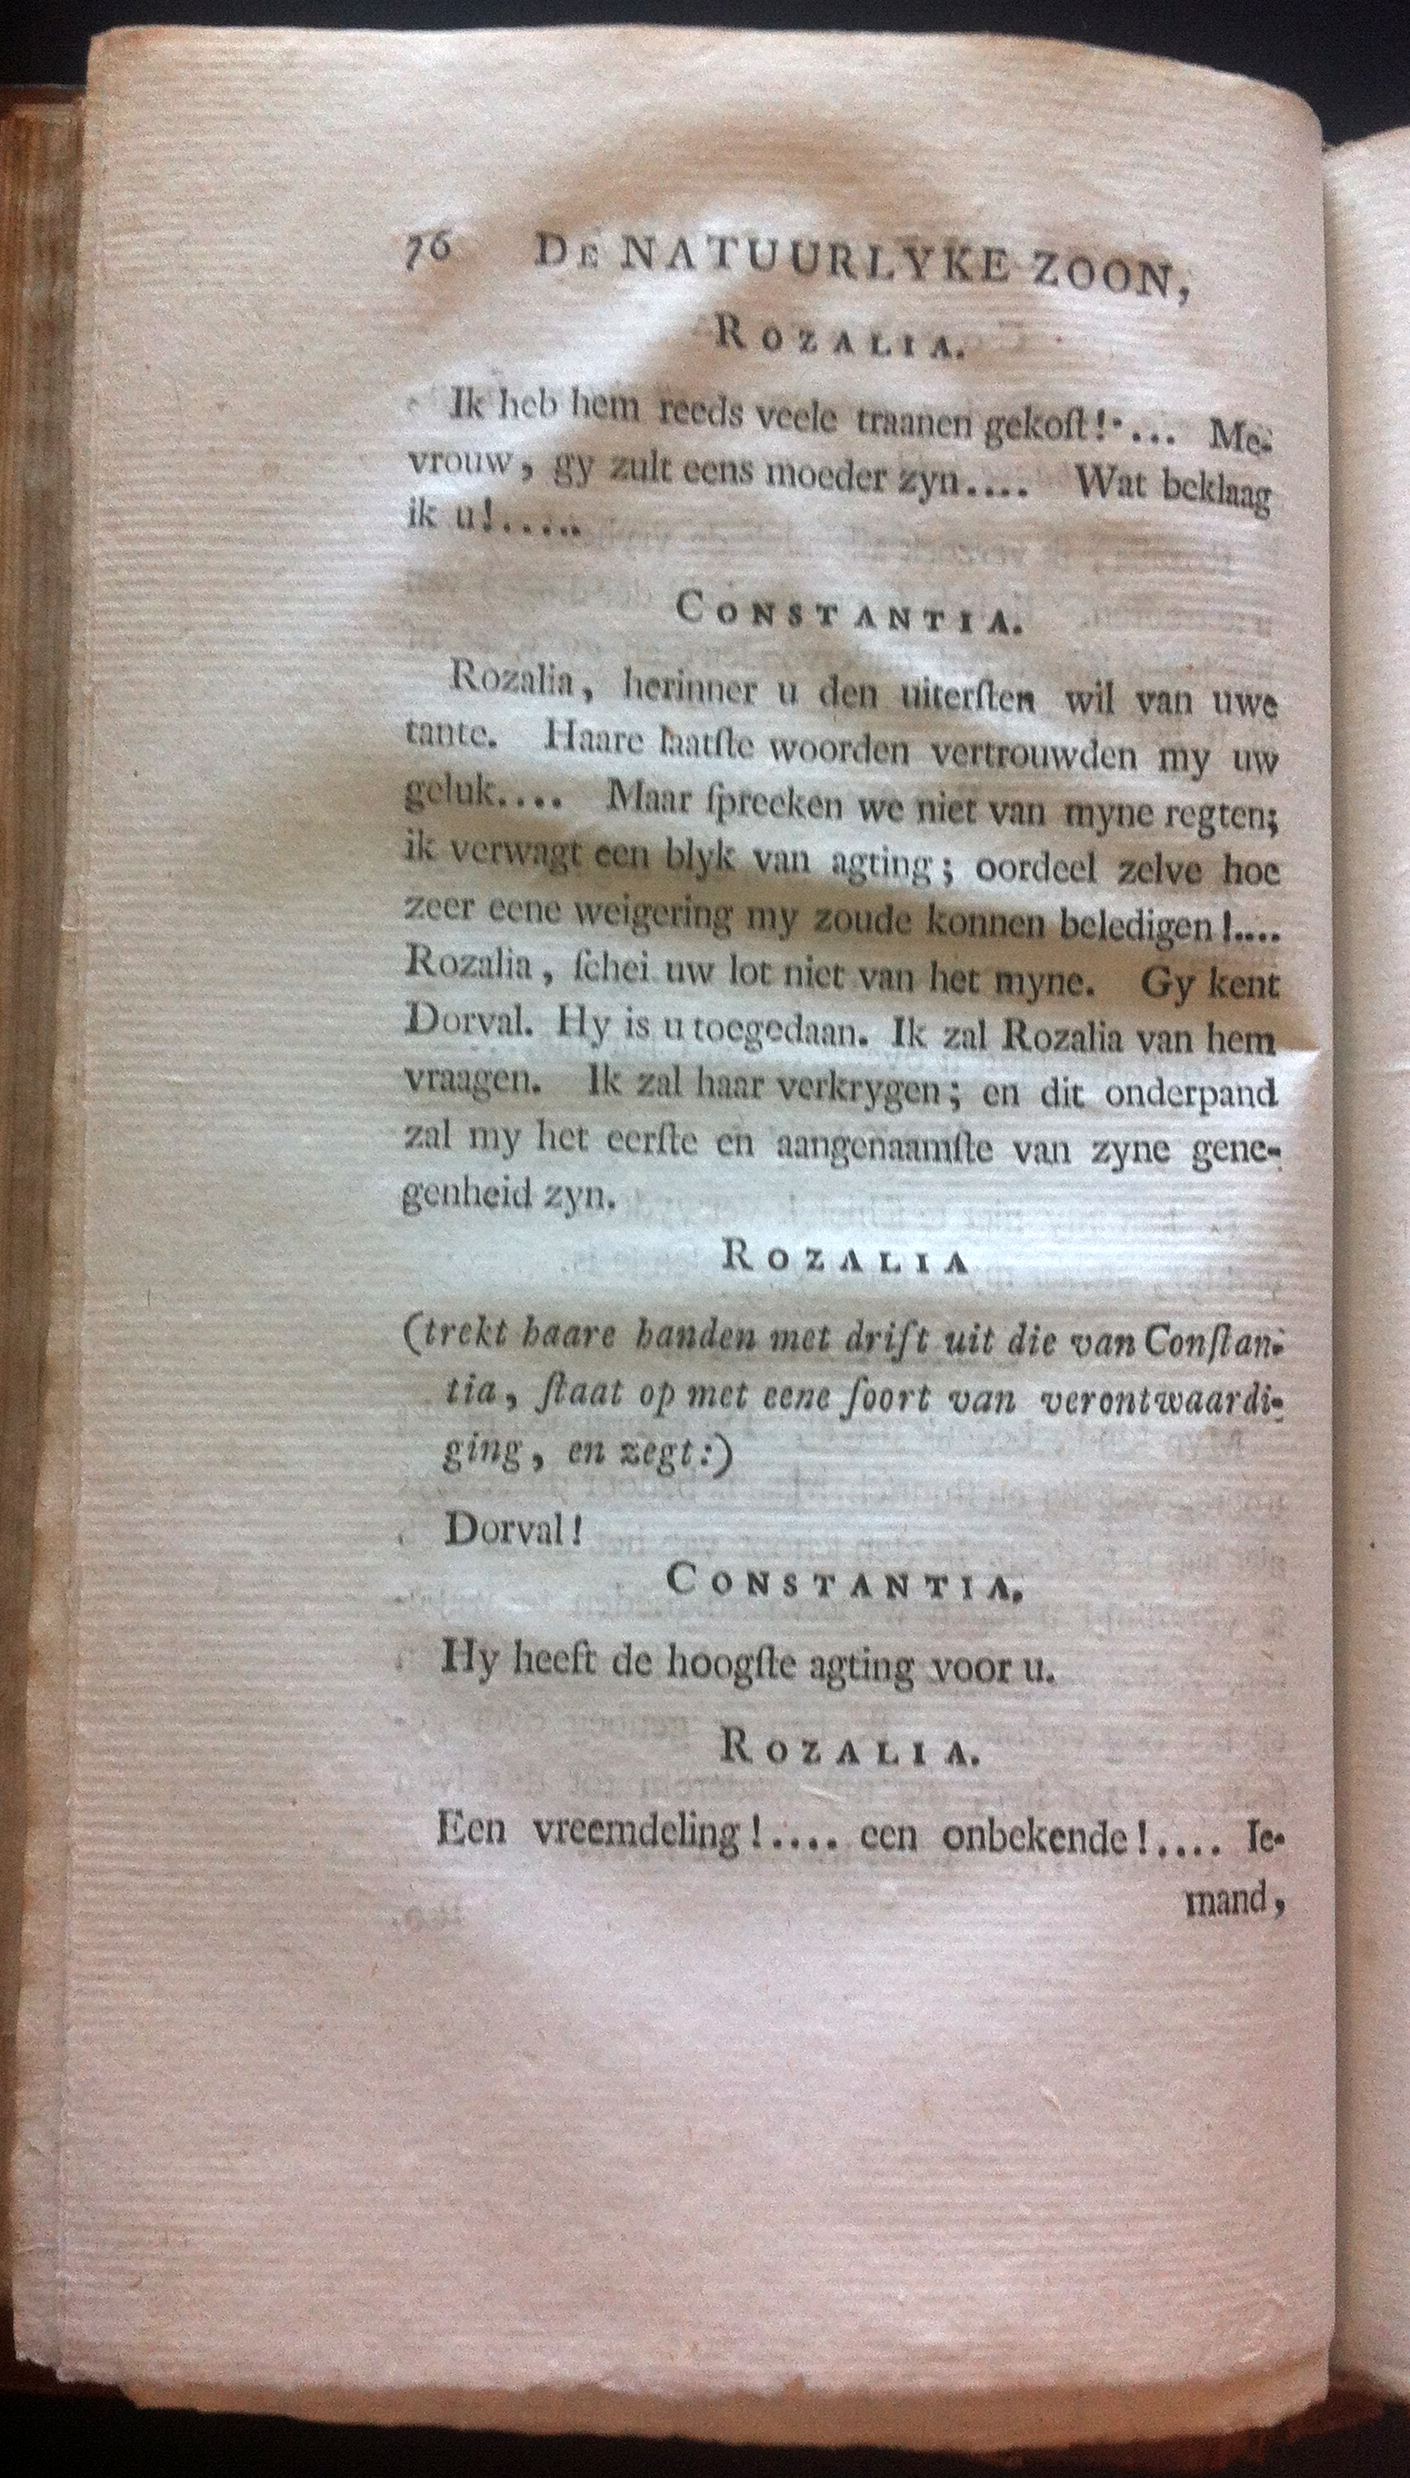 76 DE NATUURLYKE ZOON,
ROZALIA.
Ik heb hem reeds veele traanen gekoſt!.... Me-
vrouw, gy zult eens moeder zyn.... Wat beklaag
ik u!.....
CONSTANTIA.
Rozalia, herinner u den uiterſten wil van uwe
tante. Haare laatſte woorden vertrouwden my uw
geluk.... Maar ſpreeken we niet van myne regten;
ik verwagt een blyk van agting; oordeel zelve hoe
zeer eene weigering my zoude konnen beledigen!....
Rozalia, ſchei uw lot niet van het myne. Gy kent
Dorval. Hy is u toegedaan. Ik zal Rozalia van hem
vraagen. Ik zal haar verkrygen; en dit onderpand
zal my het eerſte en aangenaamſte van zyne gene-
genheid zyn.
ROZALIA
(trekt haare handen met drift uit die van Conſtan-
tia, ſtaat op met eene ſoort van verontwaardi-
ging, en zegt:)
Dorval!
CONSTANTIA.
Hy heeft de hoogſte agting voor u.
ROZALIA.
Een vreemdeling!.... een onbekende!.... Ie-
mand,